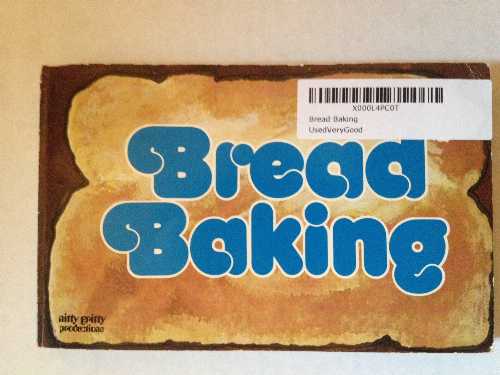 X000L4PC0T
Bread Baking
UsedVeryGood
Bread
Baking
nitty gritty
productions